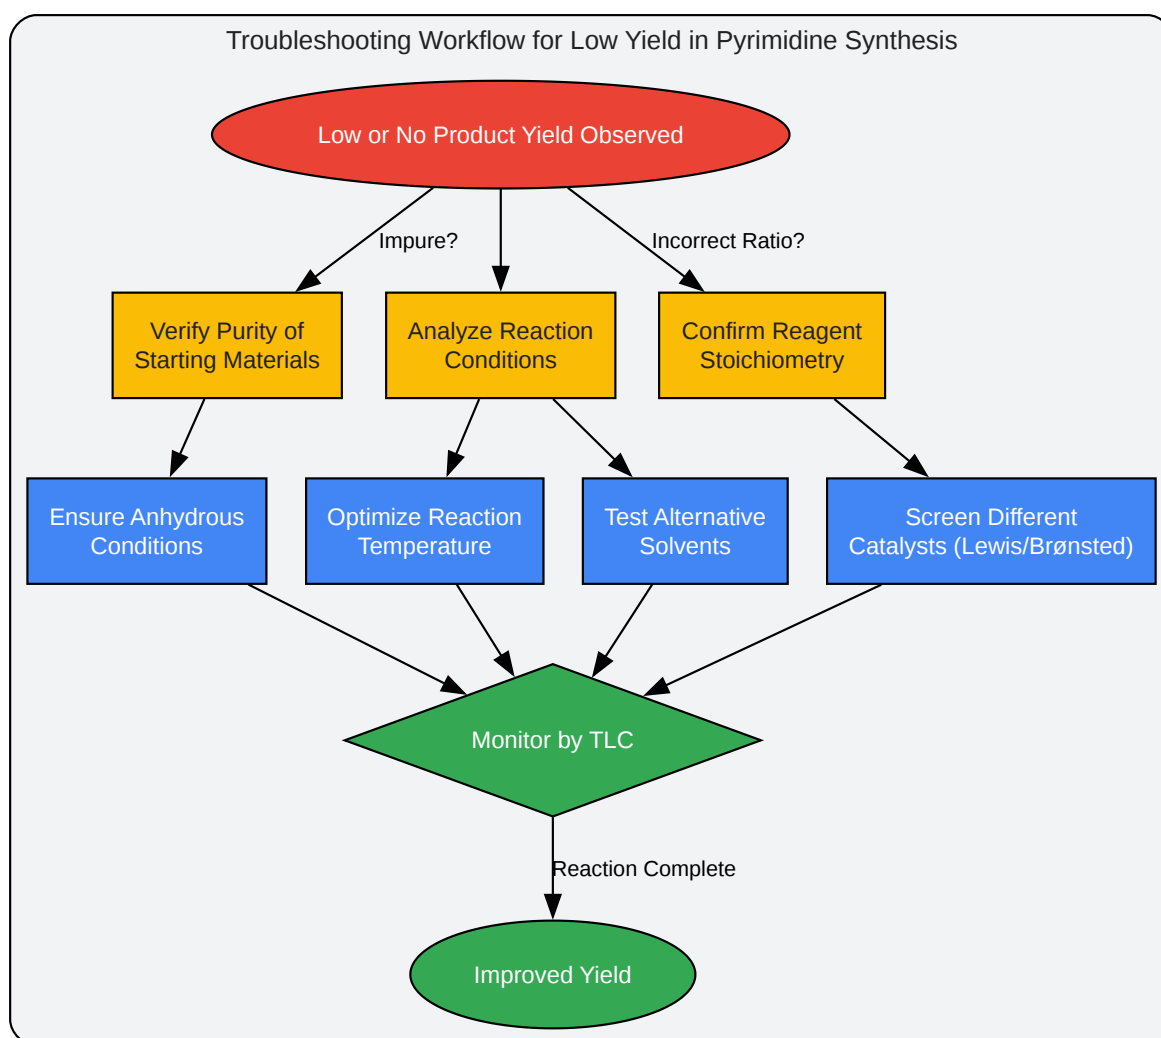 Troubleshooting Workflow for Low Yield in Pyrimidine Synthesis
Low or No Product Yield Observed
Impure?
Incorrect Ratio?
Verify Purity of
Starting Materials
Analyze Reaction
Conditions
Confirm Reagent
Stoichiometry
Ensure Anhydrous
Conditions
Optimize Reaction
Temperature
Test Alternative
Solvents
Screen Different
Catalysts (Lewis/Brønsted)
Monitor by TLC
Reaction Complete
Improved Yield